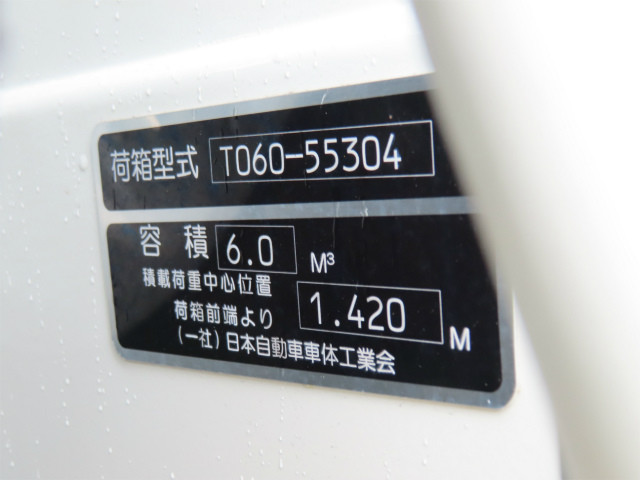 荷箱型式 TO60-55304
容積 6.0 M³
積載荷重中心位置
荷箱前端より 1.420 M
(一社)日本自動車車体工業会